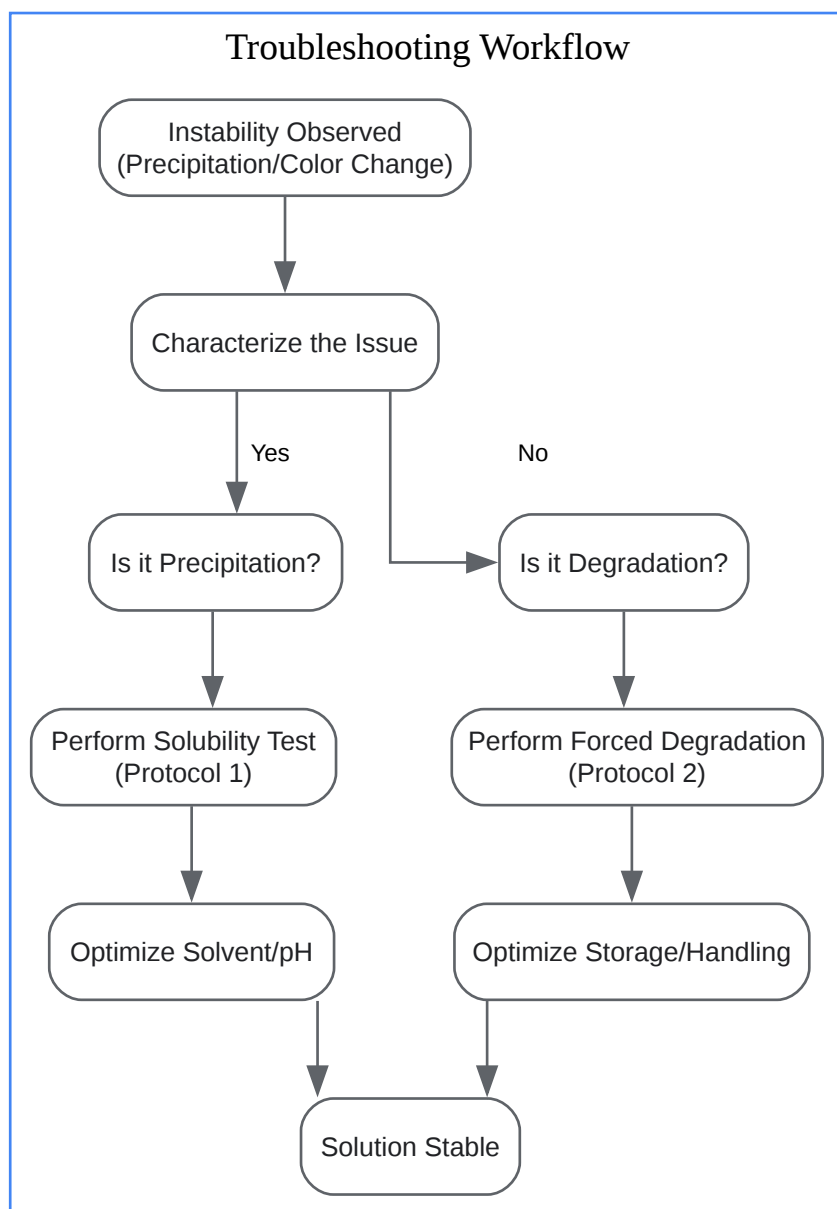 Troubleshooting Workflow
Instability Observed
(Precipitation/Color Change)
Characterize the Issue
Yes
No
Is it Precipitation?
Is it Degradation?
Perform Solubility Test
(Protocol 1)
Perform Forced Degradation
(Protocol 2)
Optimize Solvent/pH
Optimize Storage/Handling
Solution Stable